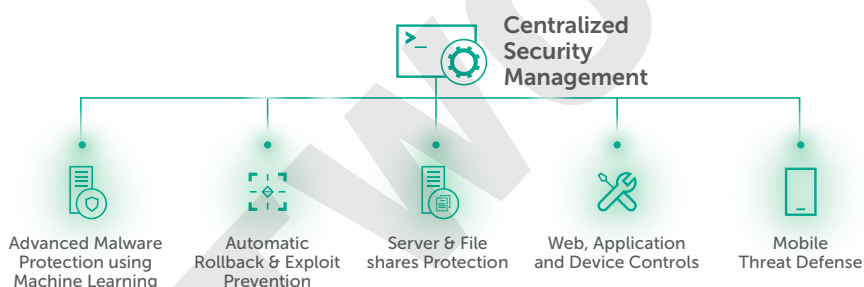 Centralized
Security
Management
>_
Advanced Malware
Protection using
Machine Learning
Automatic
Rollback & Exploit
Prevention
Server & File
shares Protection
Web, Application
and Device Controls
Mobile
Threat Defense